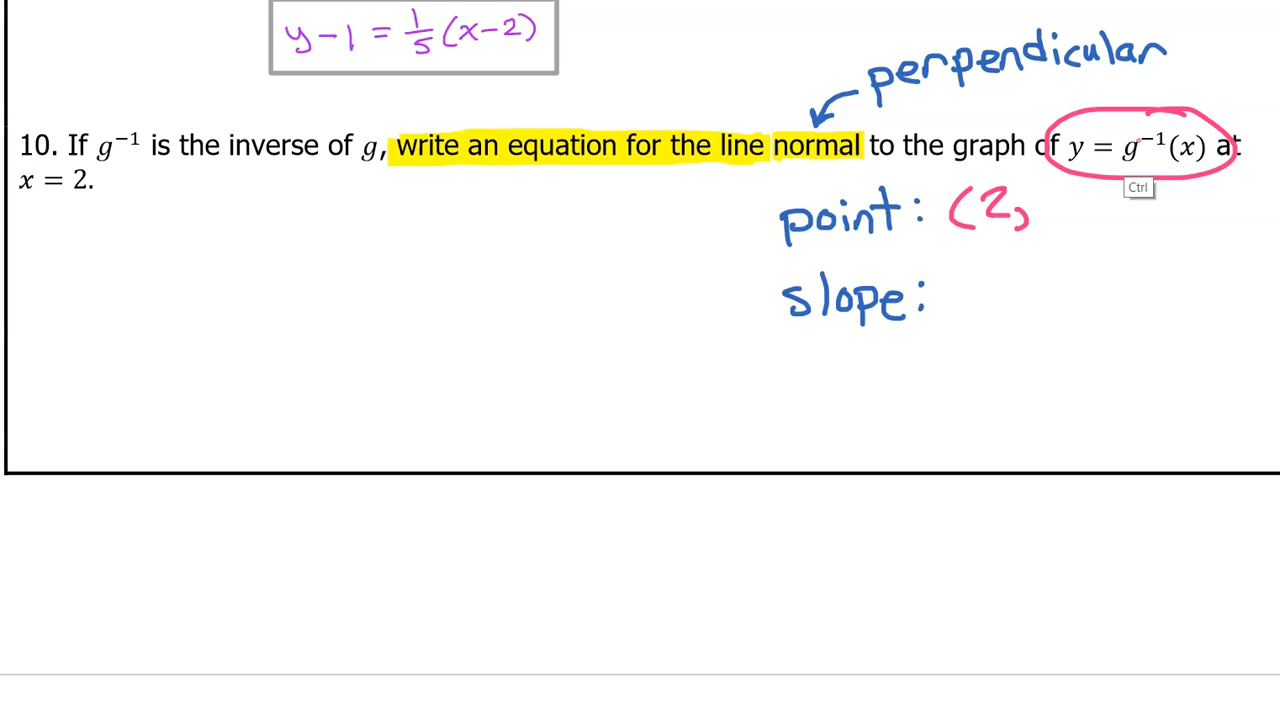 y − 1 = 1/5 (x − 2)
perpendicular
10. If g⁻¹ is the inverse of g, write an equation for the line normal to the graph of y = g⁻¹(x) at
x = 2.
Ctrl
point: (2,
slope: